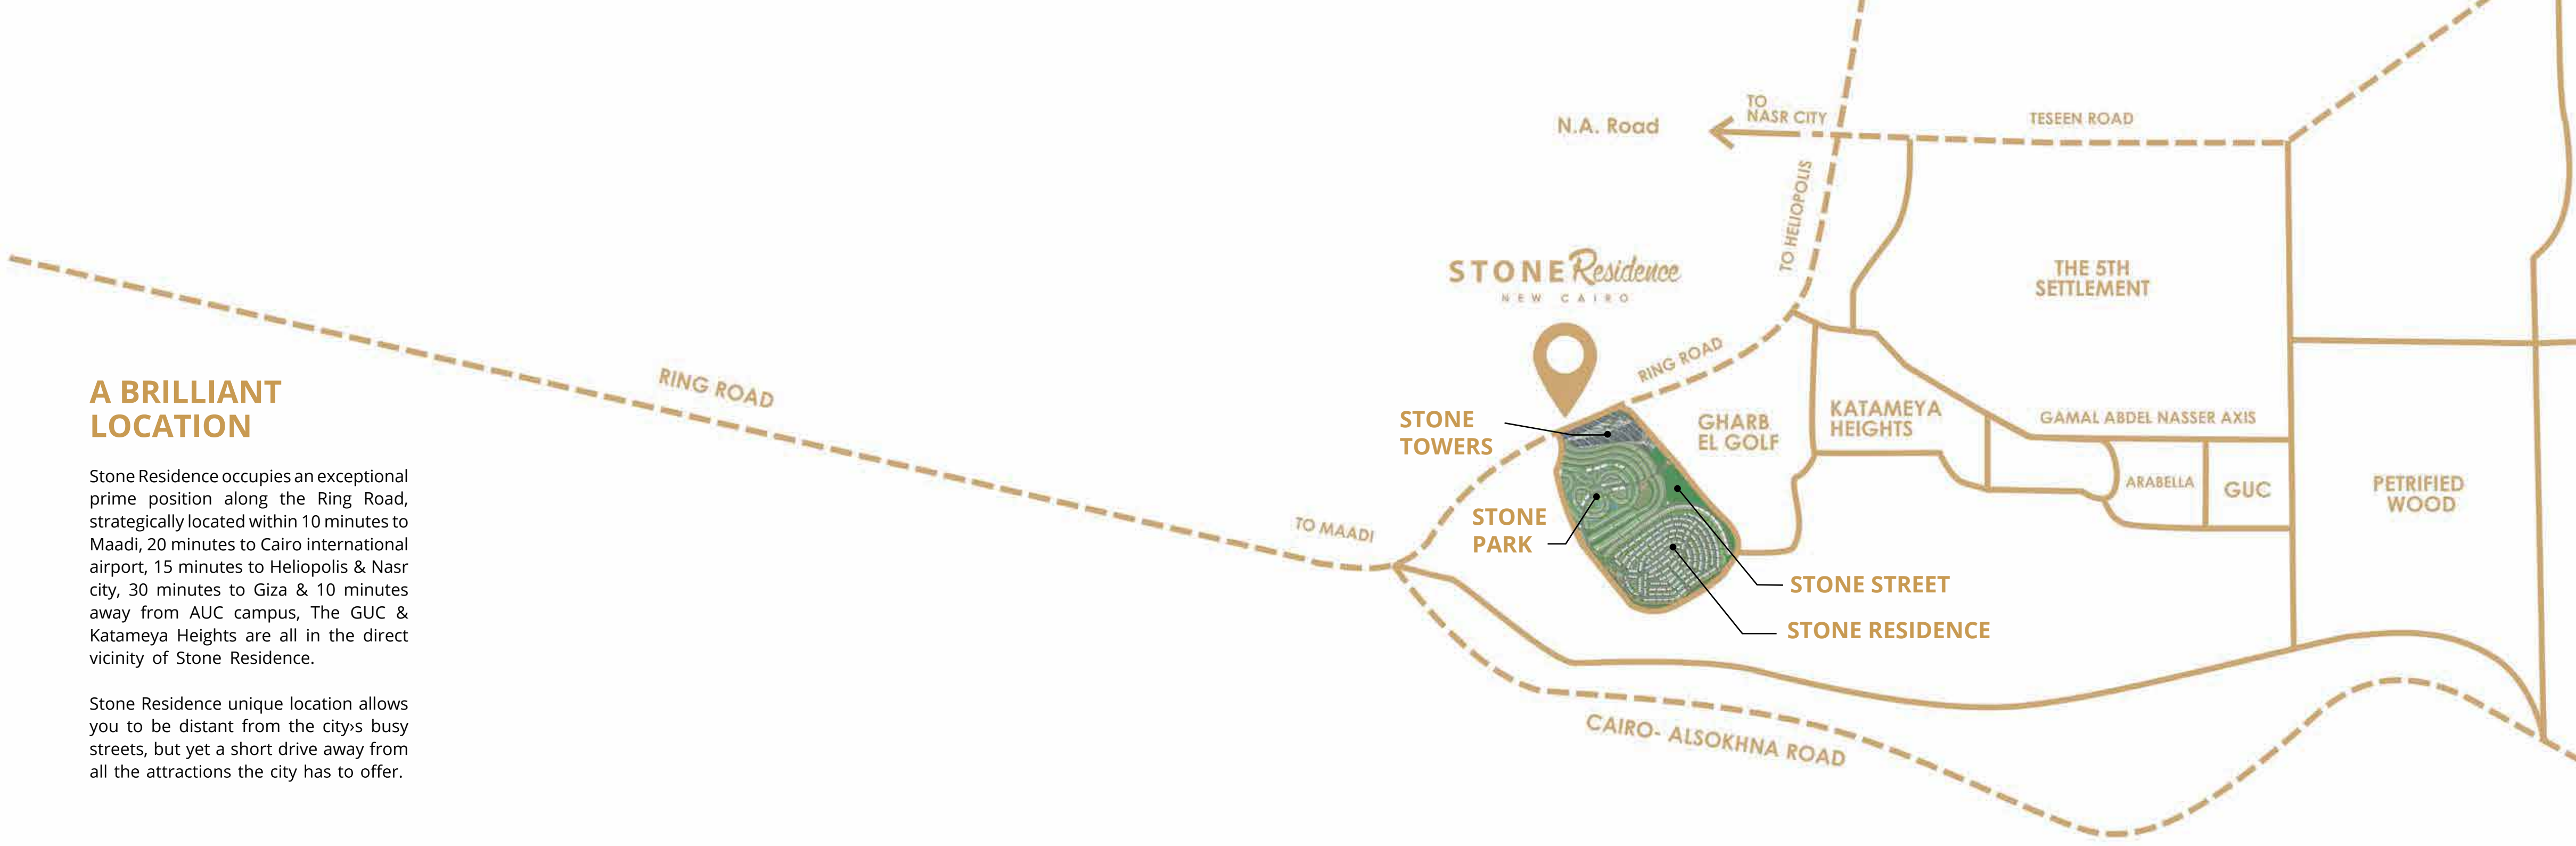 A BRILLIANT
LOCATION
Stone Residence occupies an exceptional
prime position along the Ring Road,
strategically located within 10 minutes to
Maadi, 20 minutes to Cairo international
airport, 15 minutes to Heliopolis & Nasr
city, 30 minutes to Giza & 10 minutes
away from AUC campus, The GUC &
Katameya Heights are all in the direct
vicinity of Stone Residence.
Stone Residence unique location allows
you to be distant from the city›s busy
streets, but yet a short drive away from
all the attractions the city has to offer.
RING ROAD
TO MAADI
N.A. Road
TO
NASR CITY
TESEEN ROAD
TO HELIOPOLIS
STONE Residence
NEW CAIRO
RING ROAD
THE 5TH
SETTLEMENT
STONE
TOWERS
GHARB
EL GOLF
KATAMEYA
HEIGHTS
GAMAL ABDEL NASSER AXIS
ARABELLA
GUC
PETRIFIED
WOOD
STONE
PARK
STONE STREET
STONE RESIDENCE
CAIRO- ALSOKHNA ROAD